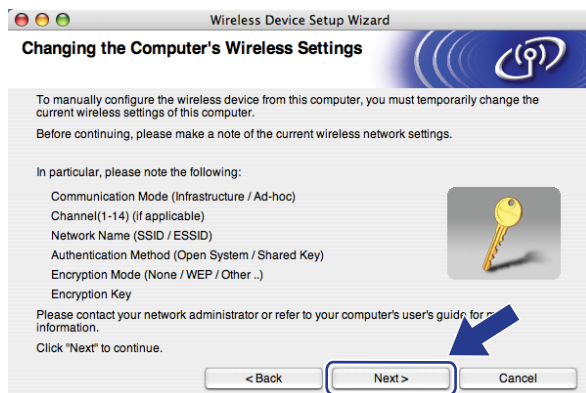 Wireless Device Setup Wizard
Changing the Computer's Wireless Settings
To manually configure the wireless device from this computer, you must temporarily change the
current wireless settings of this computer.
Before continuing, please make a note of the current wireless network settings.
In particular, please note the following:
Communication Mode (Infrastructure / Ad-hoc)
Channel(1-14) (if applicable)
Network Name (SSID / ESSID)
Authentication Method (Open System / Shared Key)
Encryption Mode (None / WEP / Other ..)
Encryption Key
Please contact your network administrator or refer to your computer's user's guide for
information.
Click "Next" to continue.
< Back Next > Cancel